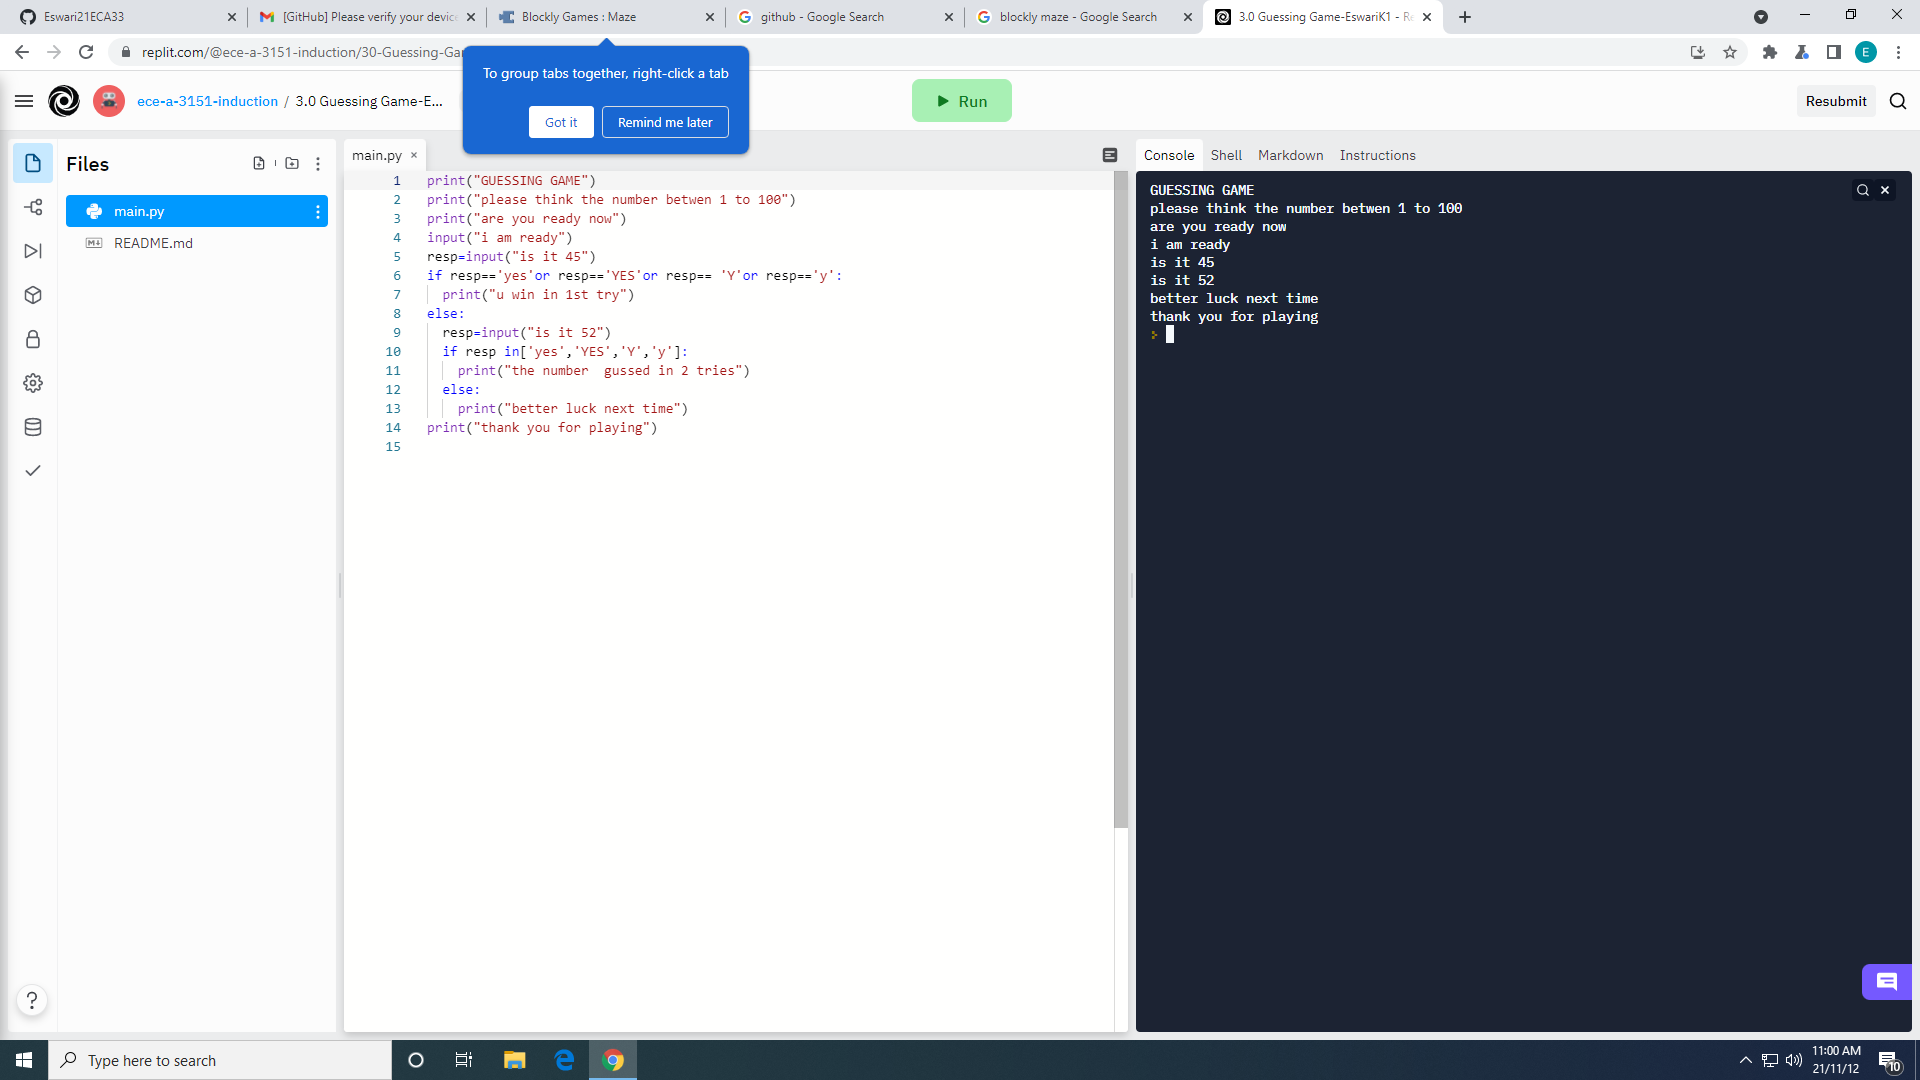 Eswari21ECA33
[GitHub] Please verify your device
Blockly Games : Maze
github - Google Search
blockly maze - Google Search
3.0 Guessing Game-EswariK1 - Re
replit.com/@ece-a-3151-induction/30-Guessing-Gar
E
To group tabs together, right-click a tab
Got it
Remind me later
ece-a-3151-induction / 3.0 Guessing Game-E...
Run
Resubmit
Files
main.py
README.md
main.py
1 print("GUESSING GAME")
2 print("please think the number betwen 1 to 100")
3 print("are you ready now")
4 input("i am ready")
5 resp=input("is it 45")
6 if resp=='yes'or resp=='YES'or resp== 'Y'or resp=='y':
7 print("u win in 1st try")
8 else:
9 resp=input("is it 52")
10 if resp in['yes','YES','Y','y']:
11 print("the number  gussed in 2 tries")
12 else:
13 print("better luck next time")
14 print("thank you for playing")
15
Console
Shell
Markdown
Instructions
GUESSING GAME
please think the number betwen 1 to 100
are you ready now
i am ready
is it 45
is it 52
better luck next time
thank you for playing
?
Type here to search
11:00 AM
21/11/12
10